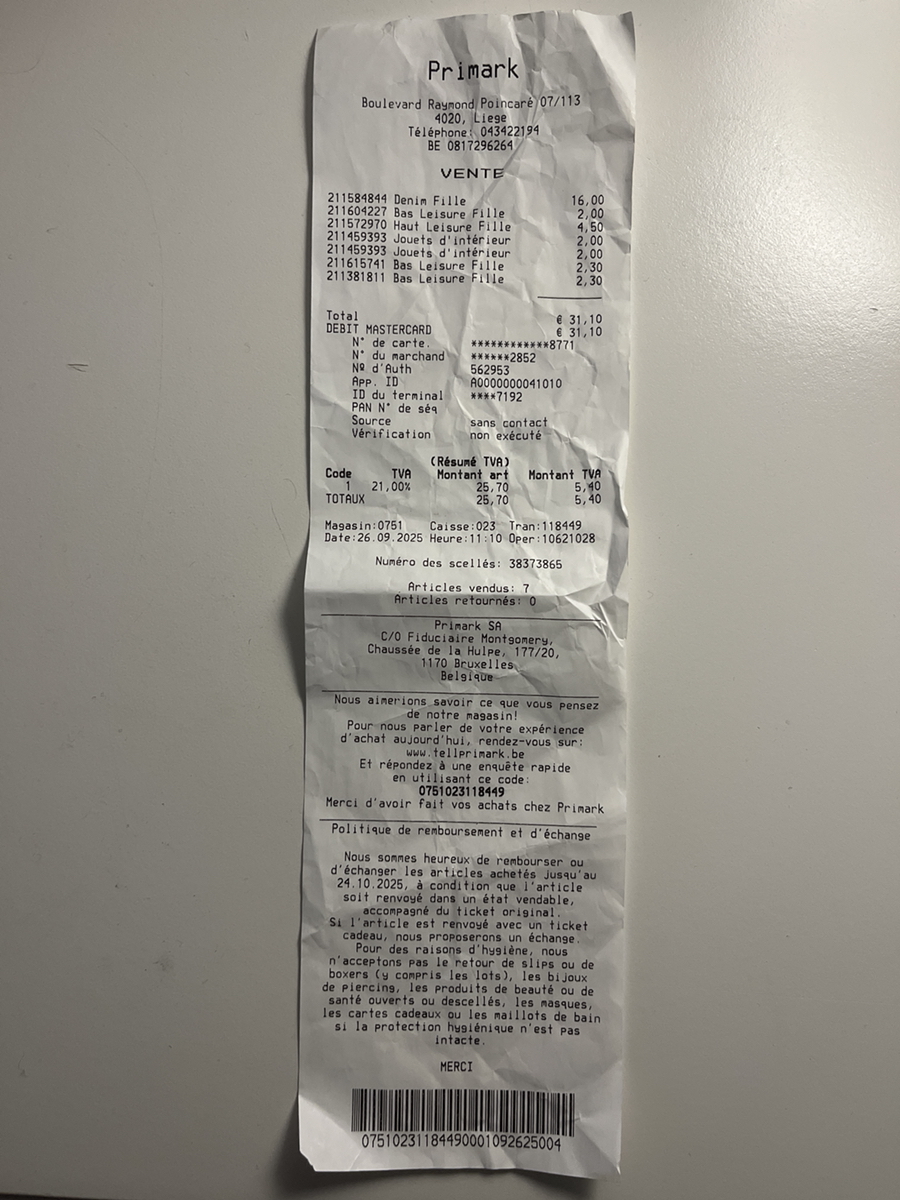 Primark
Boulevard Raymond Poincaré 07/113
4020, Liege
Téléphone: 043422194
BE 0817296264
VENTE
211584844 Denim Fille 16,00
211604227 Bas Leisure Fille 2,00
211572970 Haut Leisure Fille 4,50
211459393 Jouets d'intérieur 2,00
211459393 Jouets d'intérieur 2,00
211615741 Bas Leisure Fille 2,30
211381811 Bas Leisure Fille 2,30
Total € 31,10
DEBIT MASTERCARD € 31,10
N° de carte. ************8771
N° du marchand ******2852
Nº d'Auth 562953
App. ID A0000000041010
ID du terminal ****7192
PAN N° de séq
Source sans contact
Vérification non exécuté
(Résumé TVA)
Code TVA Montant art Montant TVA
1 21,00% 25,70 5,40
TOTAUX 25,70 5,40
Magasin:0751 Caisse:023 Tran:118449
Date:26.09.2025 Heure:11:10 Oper:10621028
Numéro des scellés: 38373865
Articles vendus: 7
Articles retournés: 0
Primark SA
C/O Fiduciaire Montgomery,
Chaussée de la Hulpe, 177/20,
1170 Bruxelles
Belgique
Nous aimerions savoir ce que vous pensez
de notre magasin!
Pour nous parler de votre expérience
d'achat aujourd'hui, rendez-vous sur:
www.tellprimark.be
Et répondez à une enquête rapide
en utilisant ce code:
0751023118449
Merci d'avoir fait vos achats chez Primark
Politique de remboursement et d'échange
Nous sommes heureux de rembourser ou
d'échanger les articles achetés jusqu'au
24.10.2025, à condition que l'article
soit renvoyé dans un état vendable,
accompagné du ticket original.
Si l'article est renvoyé avec un ticket
cadeau, nous proposerons un échange.
Pour des raisons d'hygiène, nous
n'acceptons pas le retour de slips ou de
boxers (y compris les lots), les bijoux
de piercing, les produits de beauté ou de
santé ouverts ou descellés, les masques,
les cartes cadeaux ou les maillots de bain
si la protection hygiénique n'est pas
intacte.
MERCI
07510231184490001092625004